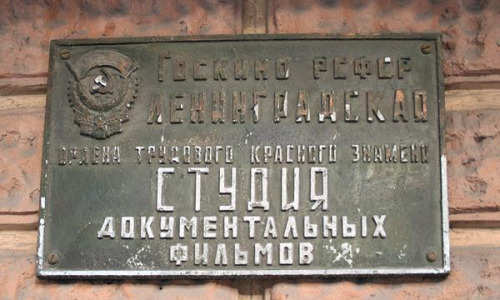 Госкино РСФСР
ЛЕНИНГРАДСКАЯ
ОРДЕНА ТРУДОВОГО КРАСНОГО ЗНАМЕНИ
СТУДИЯ
ДОКУМЕНТАЛЬНЫХ
ФИЛЬМОВ